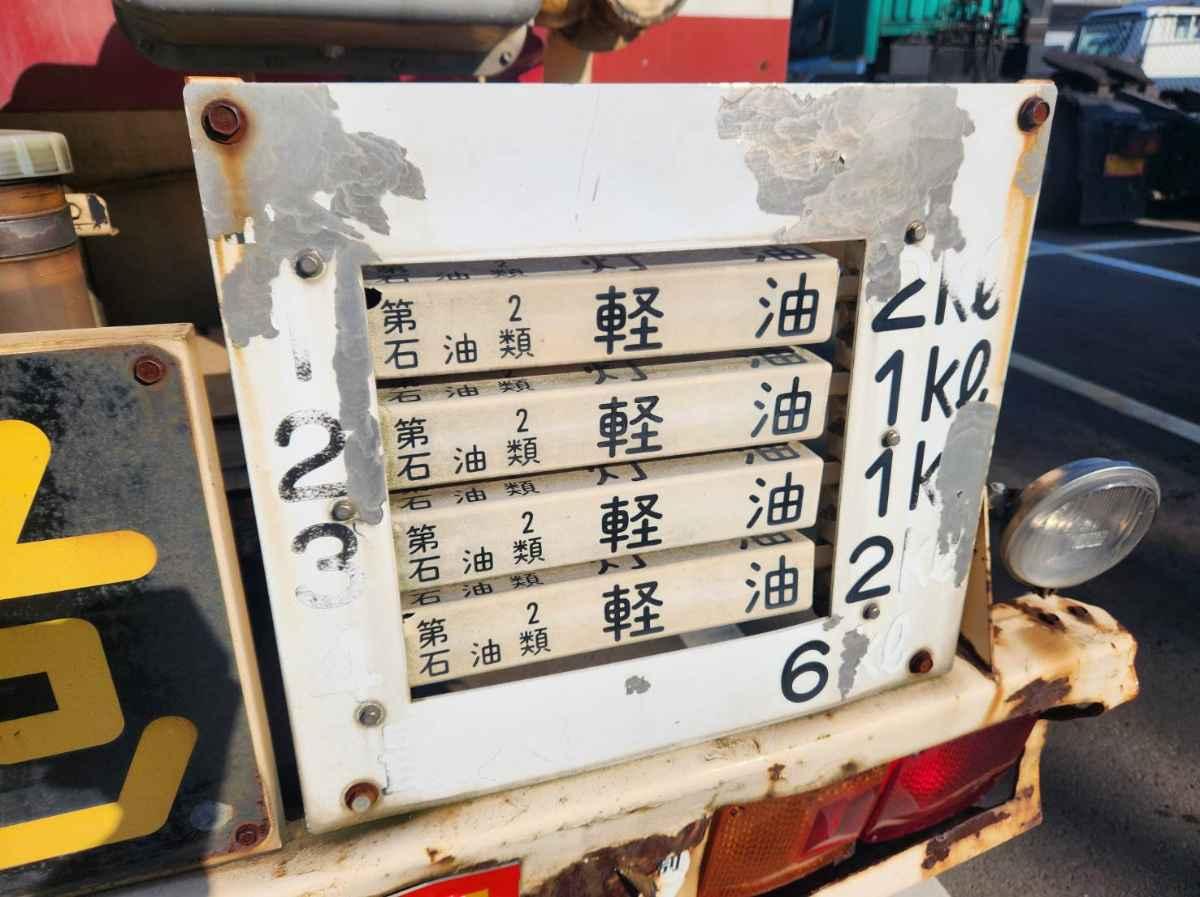 第2石油類 軽油 2kℓ
2 第2石油類 軽油 1kℓ
3 第2石油類 軽油 1k
第2石油類 軽油 2
6